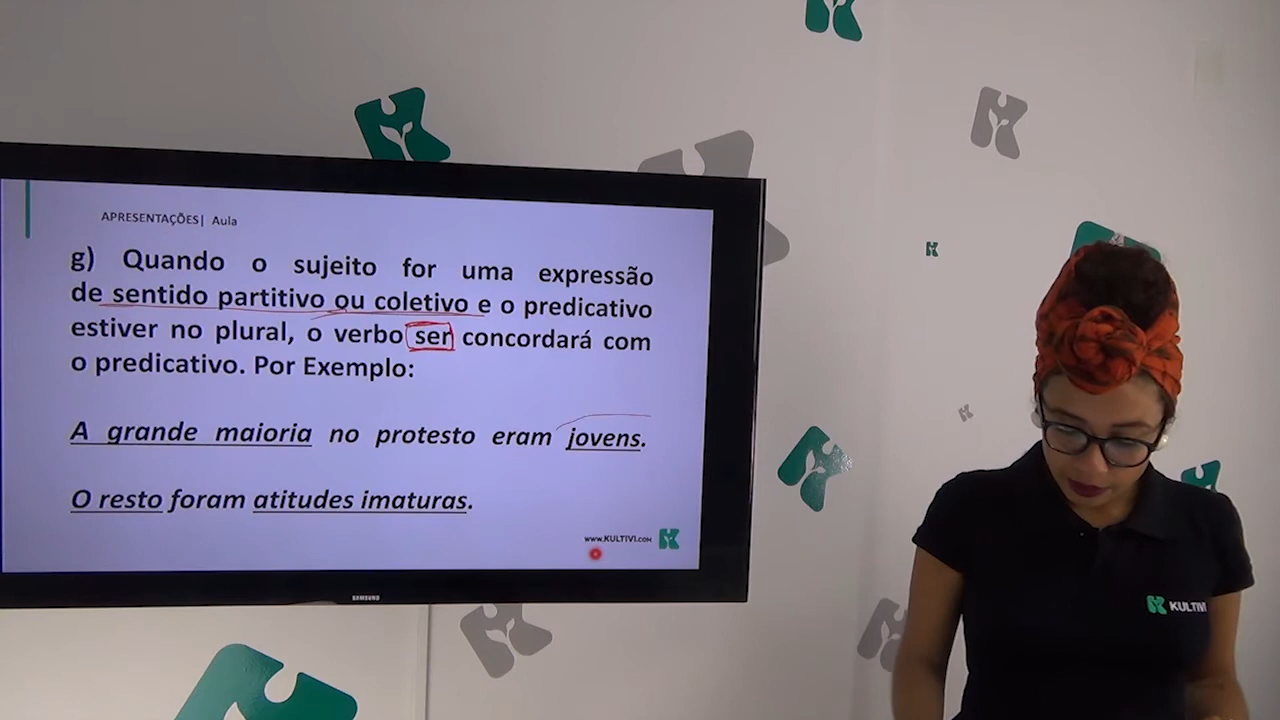 APRESENTAÇÕES| Aula
g) Quando o sujeito for uma expressão
de sentido partitivo ou coletivo e o predicativo
estiver no plural, o verbo ser concordará com
o predicativo. Por Exemplo:
A grande maioria no protesto eram jovens.
O resto foram atitudes imaturas.
www.KULTIVI.COM
SAMSUNG
KULTIVI